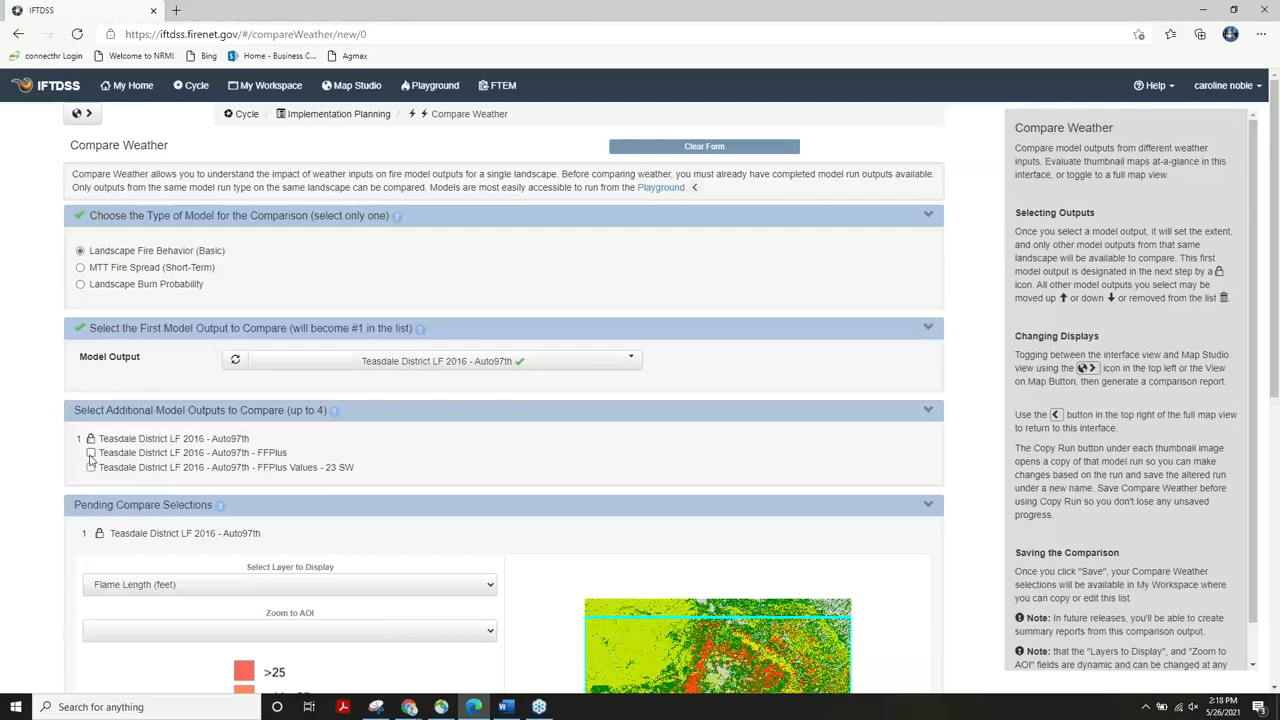 IFTDSS
https://iftdss.firenet.gov/#/compareWeather/new/0
connecthr Login
Welcome to NRMI
Bing
Home - Business C...
Agmax
IFTDSS
My Home
Cycle
My Workspace
Map Studio
Playground
FTEM
Help
caroline noble
Cycle / Implementation Planning / Compare Weather
Compare Weather
Clear Form
Compare Weather allows you to understand the impact of weather inputs on fire model outputs for a single landscape. Before comparing weather, you must already have completed model run outputs available.
Only outputs from the same model run type on the same landscape can be compared. Models are most easily accessible to run from the Playground.
Choose the Type of Model for the Comparison (select only one)
Landscape Fire Behavior (Basic)
MTT Fire Spread (Short-Term)
Landscape Burn Probability
Select the First Model Output to Compare (will become #1 in the list)
Model Output
Teasdale District LF 2016 - Auto97th
Select Additional Model Outputs to Compare (up to 4)
1 Teasdale District LF 2016 - Auto97th
Teasdale District LF 2016 - Auto97th - FFPlus
Teasdale District LF 2016 - Auto97th - FFPlus Values - 23 SW
Pending Compare Selections
1 Teasdale District LF 2016 - Auto97th
Select Layer to Display
Flame Length (feet)
Zoom to AOI
>25
Compare Weather
Compare model outputs from different weather
inputs. Evaluate thumbnail maps at-a-glance in this
interface, or toggle to a full map view.
Selecting Outputs
Once you select a model output, it will set the extent,
and only other model outputs from that same
landscape will be available to compare. This first
model output is designated in the next step by a
icon. All other model outputs you select may be
moved up or down or removed from the list .
Changing Displays
Togging between the interface view and Map Studio
view using the icon in the top left or the View
on Map Button, then generate a comparison report.
Use the button in the top right of the full map view
to return to this interface.
The Copy Run button under each thumbnail image
opens a copy of that model run so you can make
changes based on the run and save the altered run
under a new name. Save Compare Weather before
using Copy Run so you don't lose any unsaved
progress.
Saving the Comparison
Once you click "Save", your Compare Weather
selections will be available in My Workspace where
you can copy or edit this list.
Note: In future releases, you'll be able to create
summary reports from this comparison output.
Note: that the "Layers to Display", and "Zoom to
AOI" fields are dynamic and can be changed at any
Search for anything
2:18 PM
5/26/2021